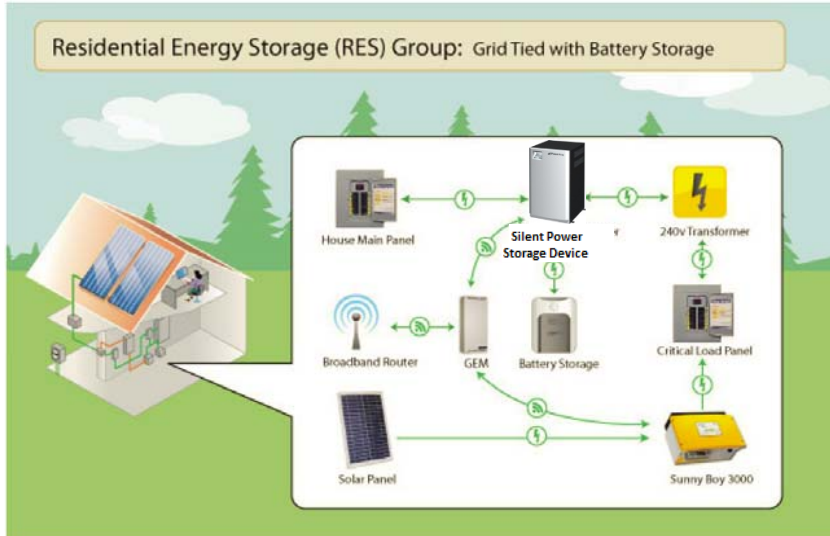 Residential Energy Storage (RES) Group: Grid Tied with Battery Storage
House Main Panel
Silent Power
Storage Device
240v Transformer
Broadband Router
GEM
Battery Storage
Critical Load Panel
Solar Panel
Sunny Boy 3000